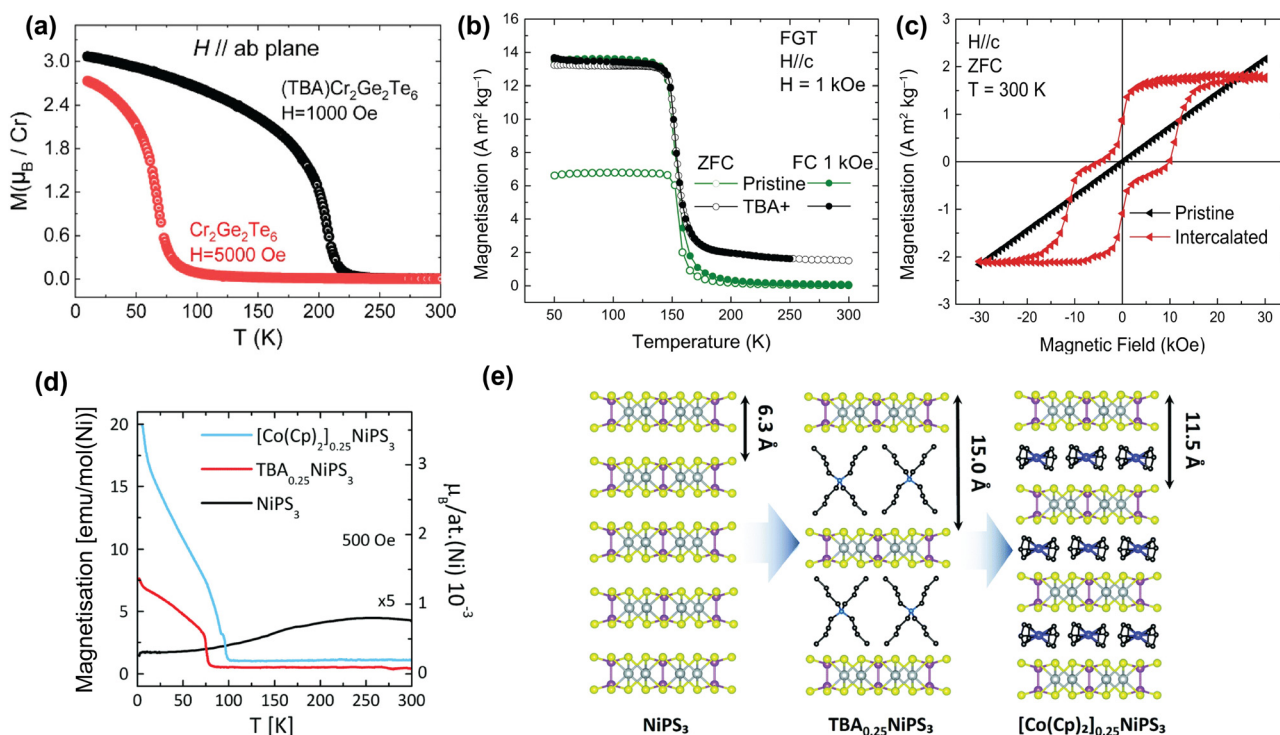 (a)
H // ab plane
(TBA)Cr₂Ge₂Te₆
H=1000 Oe
Cr₂Ge₂Te₆
H=5000 Oe
M(μ_B / Cr)
3.0
2.4
1.8
1.2
0.6
0.0
0 50 100 150 200 250 300
T (K)
(b)
FGT
H//c
H = 1 kOe
ZFC FC 1 kOe
Pristine
TBA+
Magnetisation (A m² kg⁻¹)
16
14
12
10
8
6
4
2
0
50 100 150 200 250 300
Temperature (K)
(c)
H//c
ZFC
T = 300 K
Pristine
Intercalated
Magnetisation (A m² kg⁻¹)
3
2
1
0
-1
-2
-3
-30 -20 -10 0 10 20 30
Magnetic Field (kOe)
(d)
[Co(Cp)₂]₀.₂₅NiPS₃
TBA₀.₂₅NiPS₃
NiPS₃
500 Oe
x5
Magnetisation [emu/mol(Ni)]
20
15
10
5
0
μ_B/at.(Ni) 10⁻³
3
2
1
0
0 50 100 150 200 250 300
T [K]
(e)
6.3 Å
15.0 Å
11.5 Å
NiPS₃
TBA₀.₂₅NiPS₃
[Co(Cp)₂]₀.₂₅NiPS₃